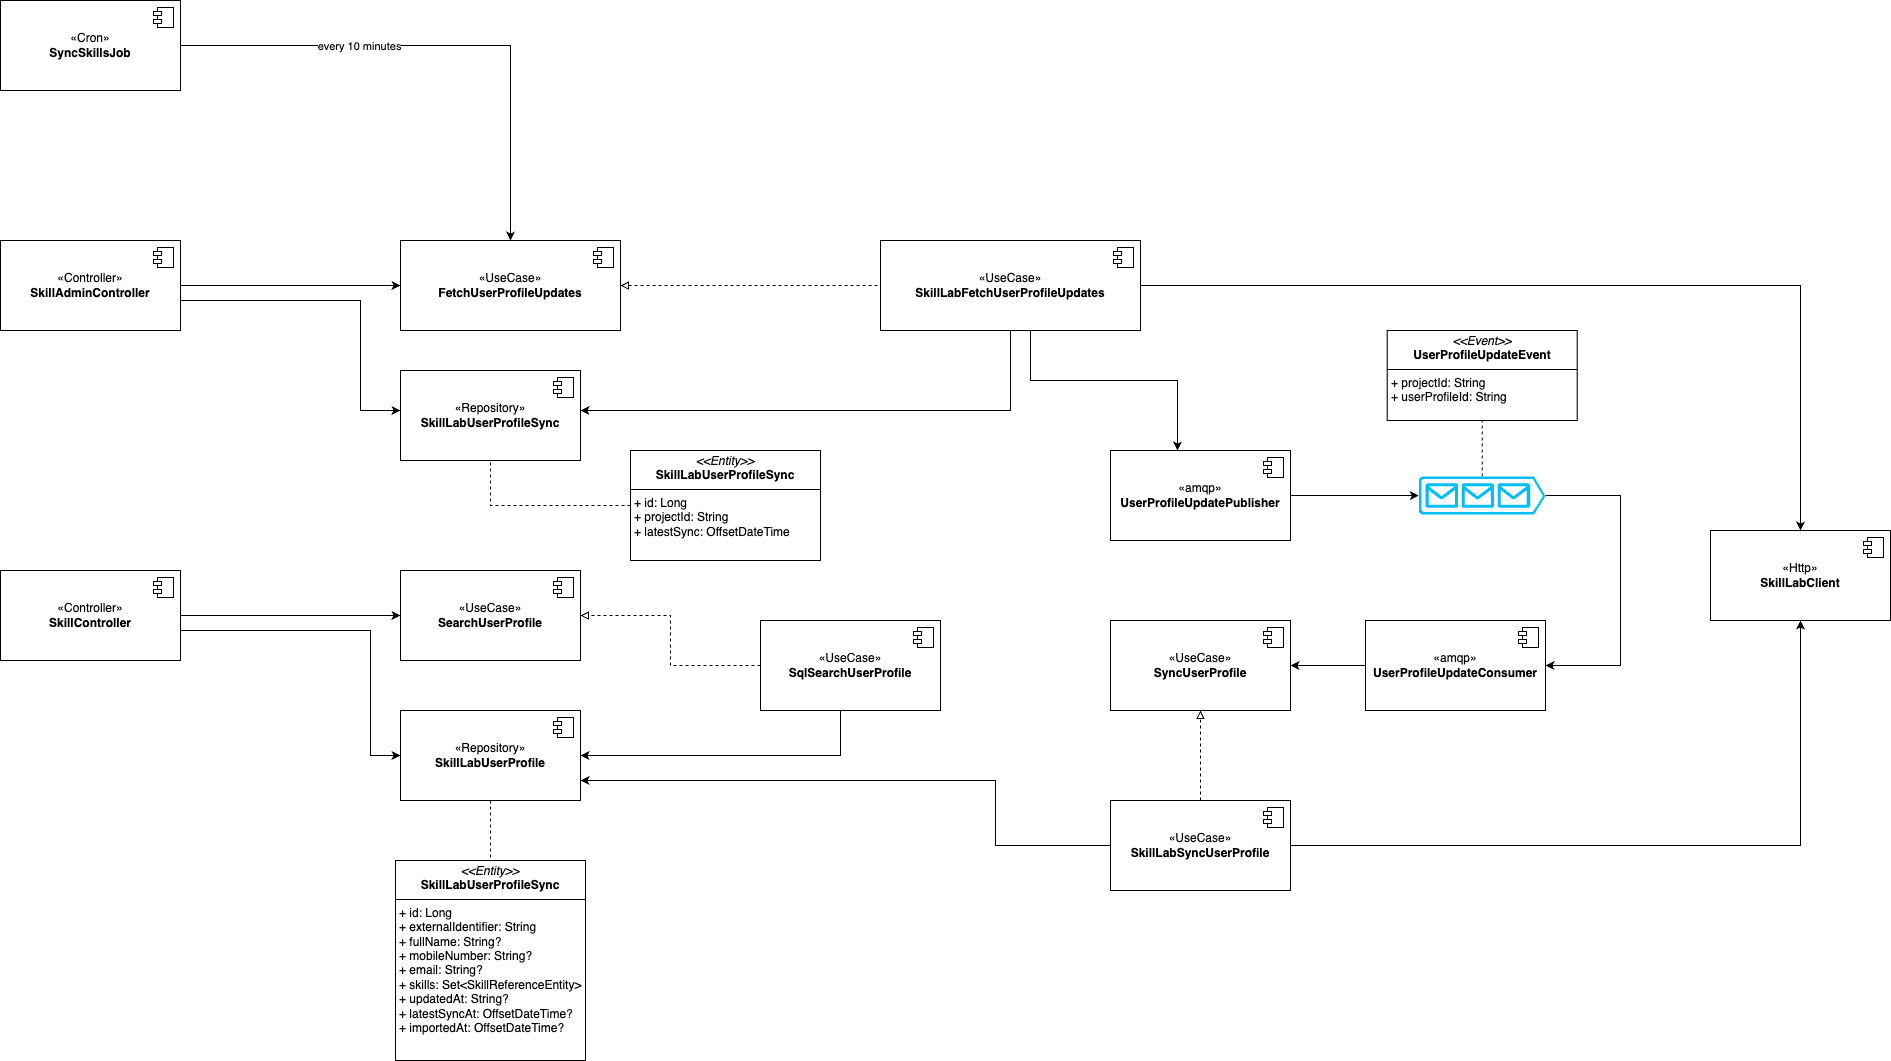 «Cron»
SyncSkillsJob
every 10 minutes
«Controller»
SkillAdminController
«UseCase»
FetchUserProfileUpdates
«UseCase»
SkillLabFetchUserProfileUpdates
<<Event>>
UserProfileUpdateEvent
+ projectId: String
+ userProfileId: String
«Repository»
SkillLabUserProfileSync
<<Entity>>
SkillLabUserProfileSync
+ id: Long
+ projectId: String
+ latestSync: OffsetDateTime
«amqp»
UserProfileUpdatePublisher
«Http»
SkillLabClient
«Controller»
SkillController
«UseCase»
SearchUserProfile
«UseCase»
SqlSearchUserProfile
«UseCase»
SyncUserProfile
«amqp»
UserProfileUpdateConsumer
«Repository»
SkillLabUserProfile
«UseCase»
SkillLabSyncUserProfile
<<Entity>>
SkillLabUserProfileSync
+ id: Long
+ externalIdentifier: String
+ fullName: String?
+ mobileNumber: String?
+ email: String?
+ skills: Set<SkillReferenceEntity>
+ updatedAt: String?
+ latestSyncAt: OffsetDateTime?
+ importedAt: OffsetDateTime?